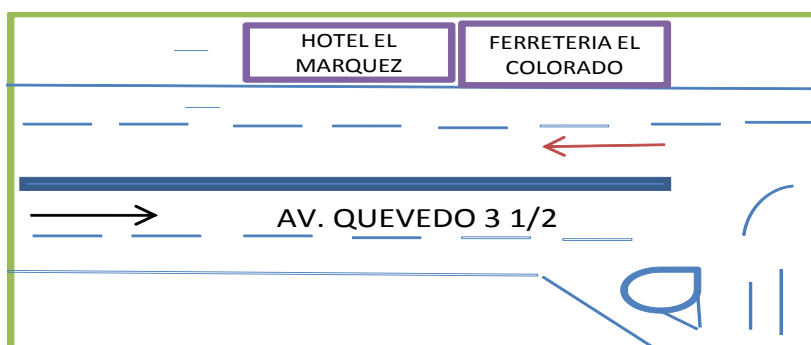 HOTEL EL
MARQUEZ
FERRETERIA EL
COLORADO
AV. QUEVEDO 3 1/2